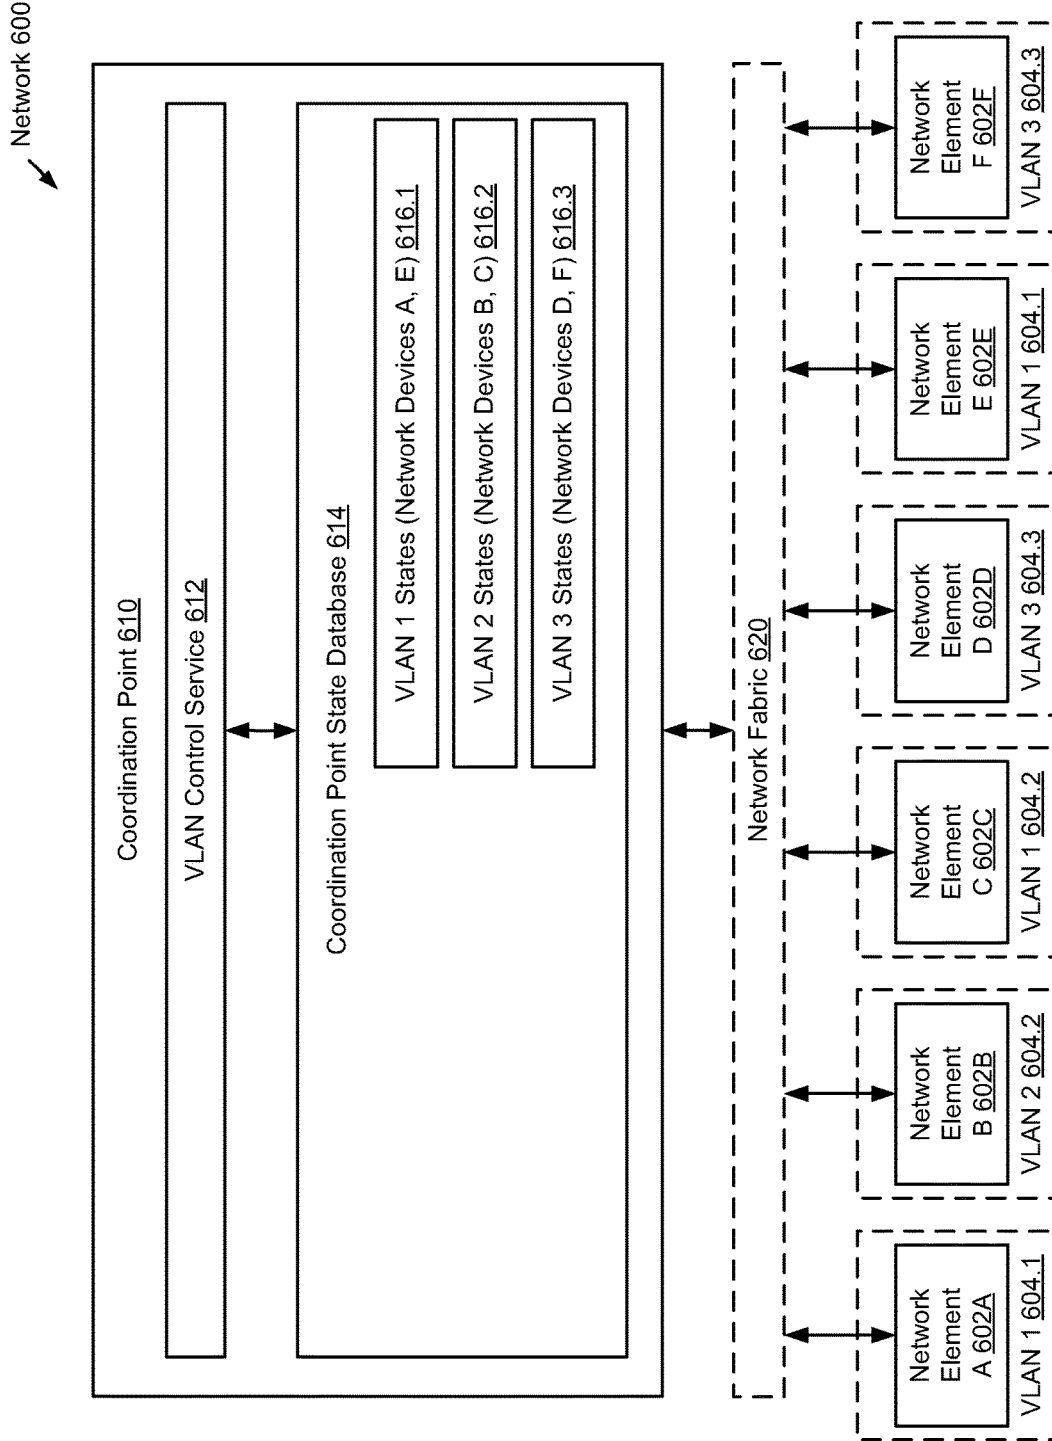 Network 600
Coordination Point 610
VLAN Control Service 612
Coordination Point State Database 614
VLAN 1 States (Network Devices A, E) 616.1
VLAN 2 States (Network Devices B, C) 616.2
VLAN 3 States (Network Devices D, F) 616.3
Network Fabric 620
Network
Element
A 602A
VLAN 1 604.1
Network
Element
B 602B
VLAN 2 604.2
Network
Element
C 602C
VLAN 1 604.2
Network
Element
D 602D
VLAN 3 604.3
Network
Element
E 602E
VLAN 1 604.1
Network
Element
F 602F
VLAN 3 604.3